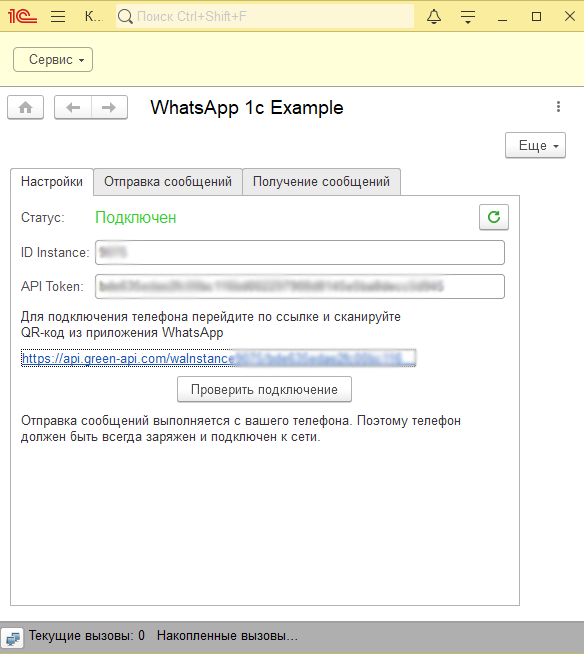 1С К... Поиск Ctrl+Shift+F
Сервис
WhatsApp 1c Example
Еще
Настройки Отправка сообщений Получение сообщений
Статус: Подключен
ID Instance:
API Token:
Для подключения телефона перейдите по ссылке и сканируйте
QR-код из приложения WhatsApp
https://api.green-api.com/waInstance
Проверить подключение
Отправка сообщений выполняется с вашего телефона. Поэтому телефон
должен быть всегда заряжен и подключен к сети.
Текущие вызовы: 0 Накопленные вызовы...